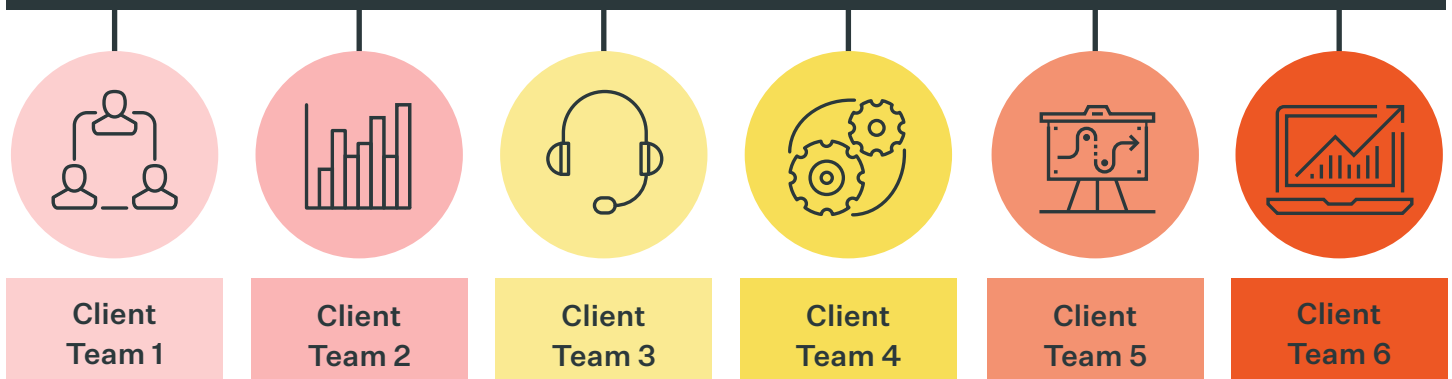 Client
Team 1
Client
Team 2
Client
Team 3
Client
Team 4
Client
Team 5
Client
Team 6